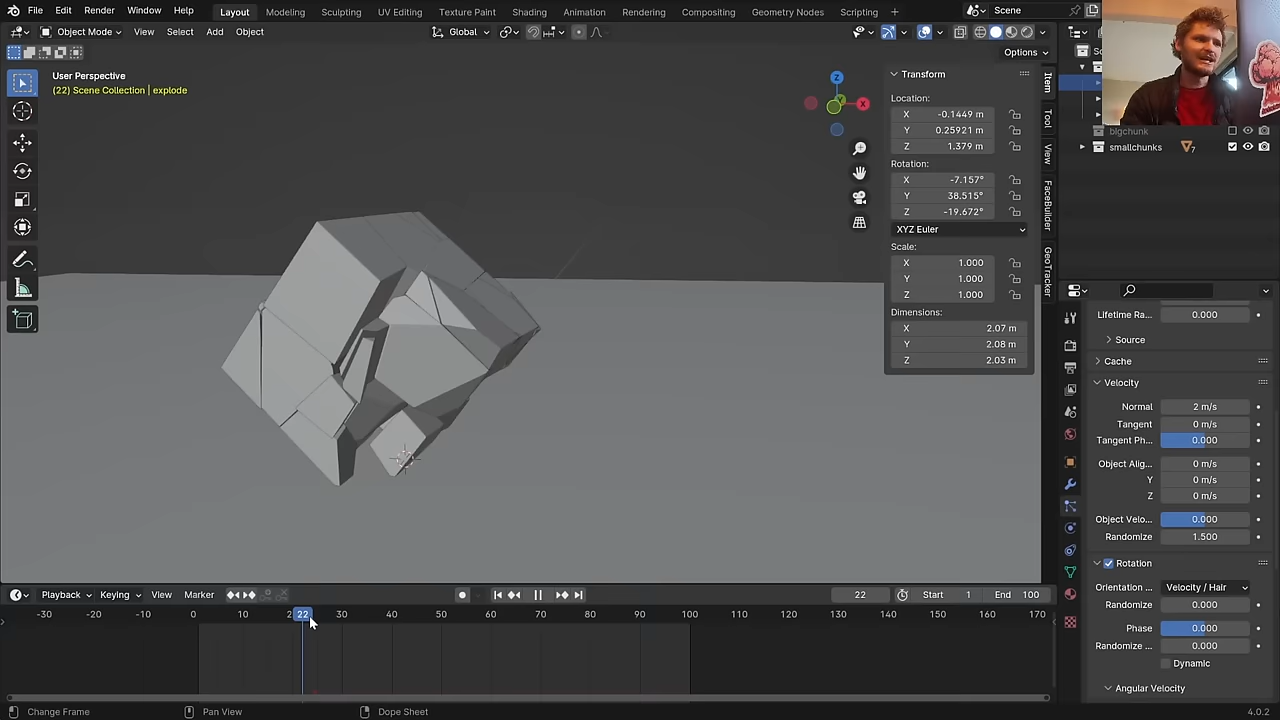 File Edit Render Window Help
Layout Modeling Sculpting UV Editing Texture Paint Shading Animation Rendering Compositing Geometry Nodes Scripting +
Scene
Object Mode View Select Add Object
Global
Options
User Perspective
(22) Scene Collection | explode
Z
X
Transform
Location:
X -0.1449 m
Y 0.25921 m
Z 1.379 m
Rotation:
X -7.157°
Y 38.515°
Z -19.672°
XYZ Euler
Scale:
X 1.000
Y 1.000
Z 1.000
Dimensions:
X 2.07 m
Y 2.08 m
Z 2.03 m
Item
Tool
View
FaceBuilder
GeoTracker
bigchunk
smallchunks 7
Lifetime Ra... 0.000
Source
Cache
Velocity
Normal 2 m/s
Tangent 0 m/s
Tangent Ph... 0.000
Object Alig... 0 m/s
Y 0 m/s
Z 0 m/s
Object Velo... 0.000
Randomize 1.500
Rotation
Orientation ... Velocity / Hair
Randomize 0.000
Phase 0.000
Randomize ... 0.000
Dynamic
Angular Velocity
Playback Keying View Marker
22 Start 1 End 100
-30 -20 -10 0 10 22 30 40 50 60 70 80 90 100 110 120 130 140 150 160 170
Change Frame Pan View Dope Sheet 4.0.2